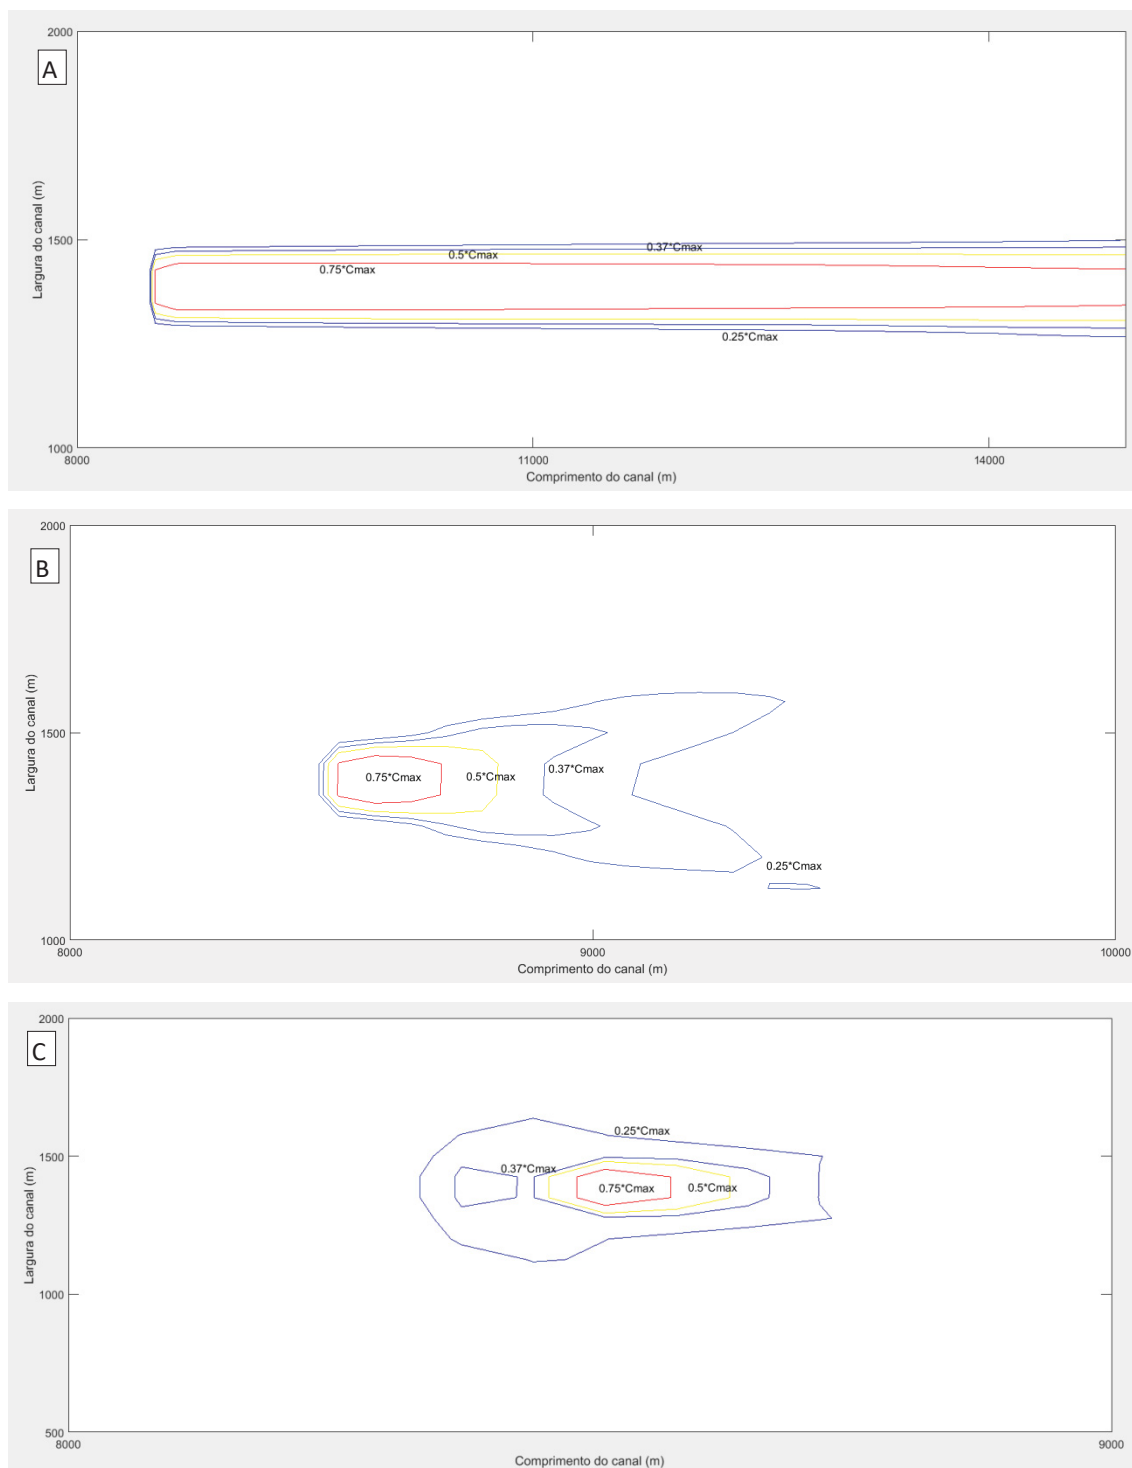 A
2000
1500
1000
Largura do canal (m)
0.37*Cmax
0.5*Cmax
0.75*Cmax
0.25*Cmax
8000
11000
14000
Comprimento do canal (m)
B
2000
1500
1000
Largura do canal (m)
0.75*Cmax
0.5*Cmax
0.37*Cmax
0.25*Cmax
8000
9000
10000
Comprimento do canal (m)
C
2000
1500
1000
500
Largura do canal (m)
0.25*Cmax
0.37*Cmax
0.75*Cmax
0.5*Cmax
8000
9000
Comprimento do canal (m)